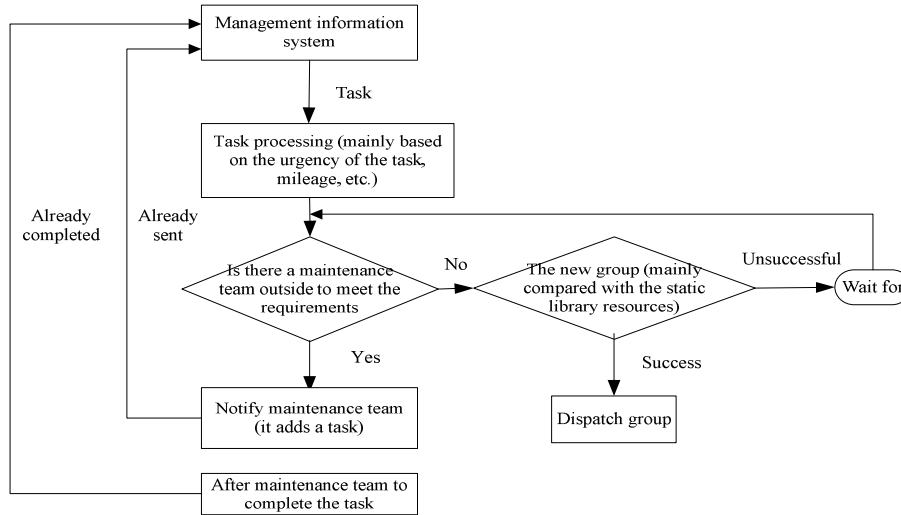 Management information
system
Task
Task processing (mainly based
on the urgency of the task,
mileage, etc.)
Already
completed
Already
sent
Is there a maintenance
team outside to meet the
requirements
No
The new group (mainly
compared with the static
library resources)
Unsuccessful
Wait for
Yes
Success
Notify maintenance team
(it adds a task)
Dispatch group
After maintenance team to
complete the task